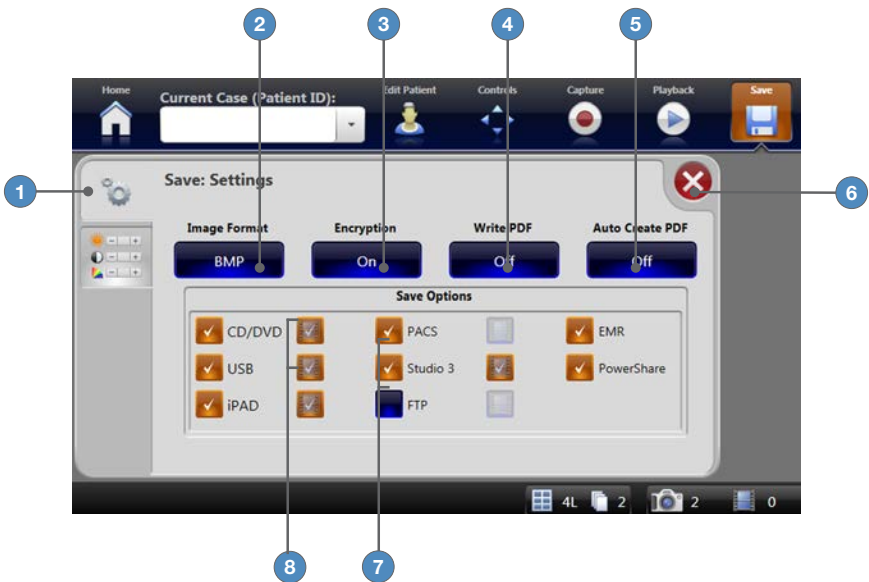 2 3 4 5
Home Edit Patient Controls Capture Playback Save
Current Case (Patient ID):
1
Save: Settings
6
Image Format Encryption Write PDF Auto Create PDF
BMP On Off Off
Save Options
CD/DVD PACS EMR
USB Studio 3 PowerShare
iPAD FTP
4L 2 2 0
8 7